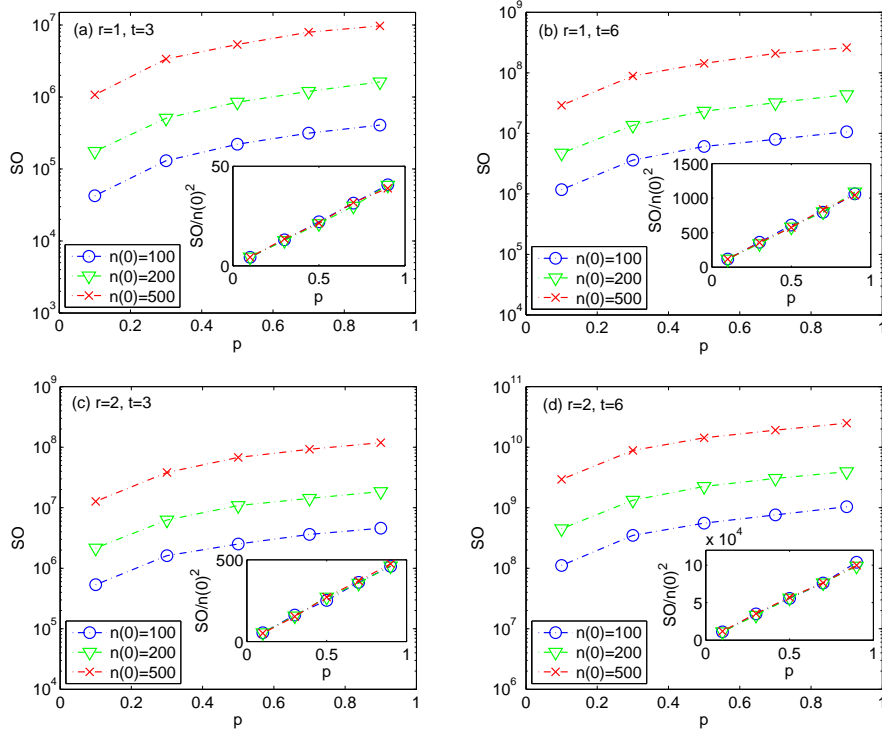 (a) r=1, t=3
10^7
10^6
10^5
10^4
10^3
SO
0
0.2
0.4
0.6
0.8
1
p
n(0)=100
n(0)=200
n(0)=500
50
0
SO/n(0)^2
0
0.5
1
p
(b) r=1, t=6
10^9
10^8
10^7
10^6
10^5
10^4
SO
0
0.2
0.4
0.6
0.8
1
p
n(0)=100
n(0)=200
n(0)=500
1500
1000
500
0
SO/n(0)^2
0
0.5
1
p
(c) r=2, t=3
10^9
10^8
10^7
10^6
10^5
10^4
SO
0
0.2
0.4
0.6
0.8
1
p
n(0)=100
n(0)=200
n(0)=500
500
0
SO/n(0)^2
0
0.5
1
p
(d) r=2, t=6
10^11
10^10
10^9
10^8
10^7
10^6
SO
0
0.2
0.4
0.6
0.8
1
p
n(0)=100
n(0)=200
n(0)=500
x 10^4
10
5
0
SO/n(0)^2
0
0.5
1
p